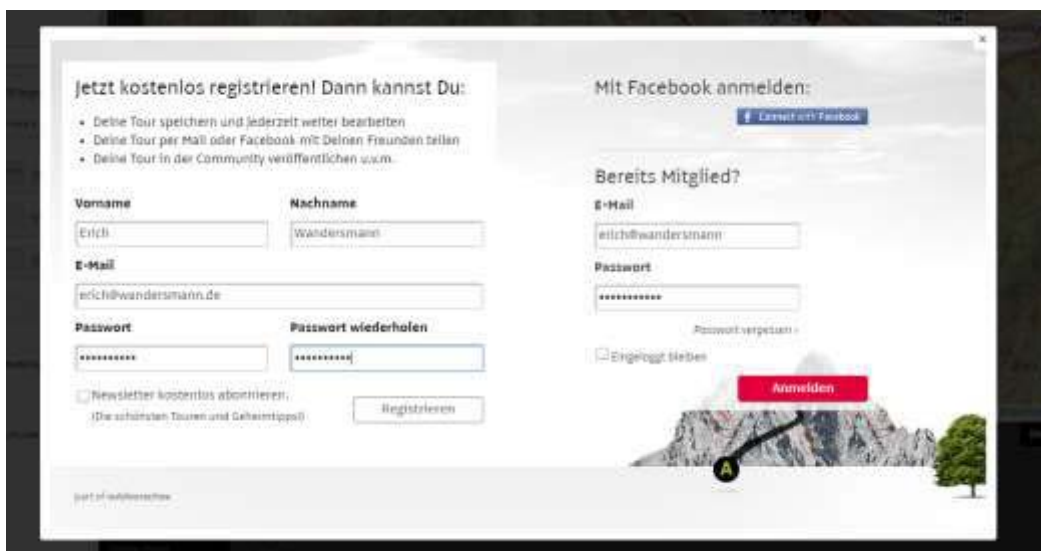 ×
Jetzt kostenlos registrieren! Dann kannst Du:
• Deine Tour speichern und jederzeit weiter bearbeiten
• Deine Tour per Mail oder Facebook mit Deinen Freunden teilen
• Deine Tour in der Community veröffentlichen u.v.m.
Vorname Nachname
Erich Wandersmann
E-Mail
erich@wandersmann.de
Passwort Passwort wiederholen
Newsletter kostenlos abonnieren.
(Die schönsten Touren und Geheimtipps!)
Registrieren
part of outdooractive
Mit Facebook anmelden:
f Connect with Facebook
Bereits Mitglied?
E-Mail
erich@wandersmann
Passwort
Passwort vergessen ›
Eingeloggt bleiben
Anmelden
A